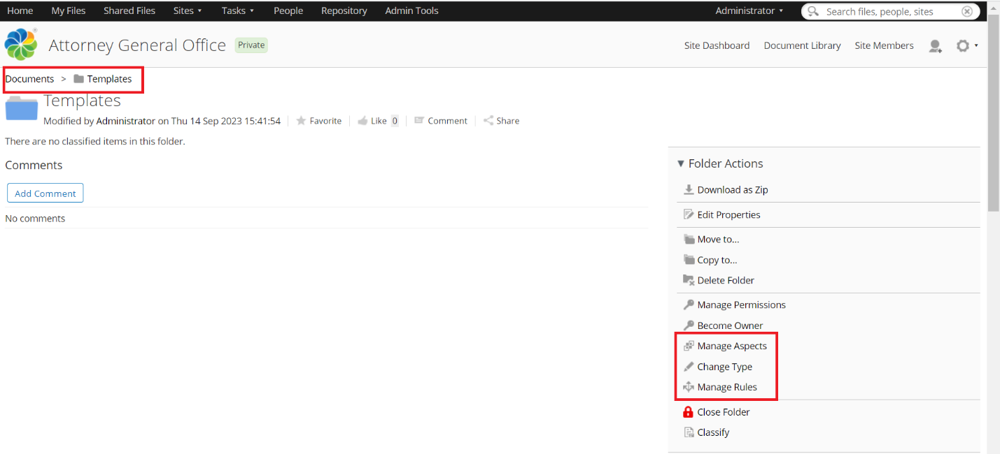 Home My Files Shared Files Sites Tasks People Repository Admin Tools Administrator Search files, people, sites
Attorney General Office Private Site Dashboard Document Library Site Members
Documents > Templates
Templates
Modified by Administrator on Thu 14 Sep 2023 15:41:54 Favorite Like 0 Comment Share
There are no classified items in this folder.
Comments
Add Comment
No comments
Folder Actions
Download as Zip
Edit Properties
Move to...
Copy to...
Delete Folder
Manage Permissions
Become Owner
Manage Aspects
Change Type
Manage Rules
Close Folder
Classify